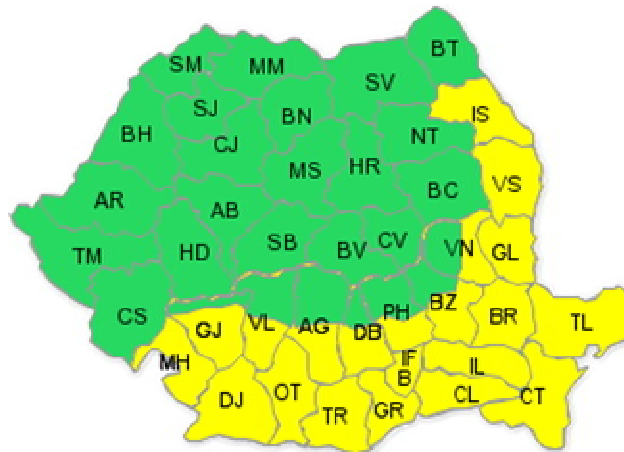 BT
SM MM
SV
SJ BN IS
BH CJ NT
MS HR
BC VS
AR AB
TM HD SB BV CV VN GL
CS PH BZ
GJ VL AG DB BR TL
MH IF IL
B
DJ OT TR GR CL CT